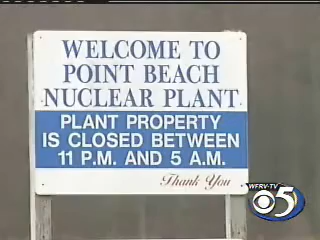 WELCOME TO
POINT BEACH
NUCLEAR PLANT
PLANT PROPERTY
IS CLOSED BETWEEN
11 P.M. AND 5 A.M.
Thank You
WFRV-TV
5